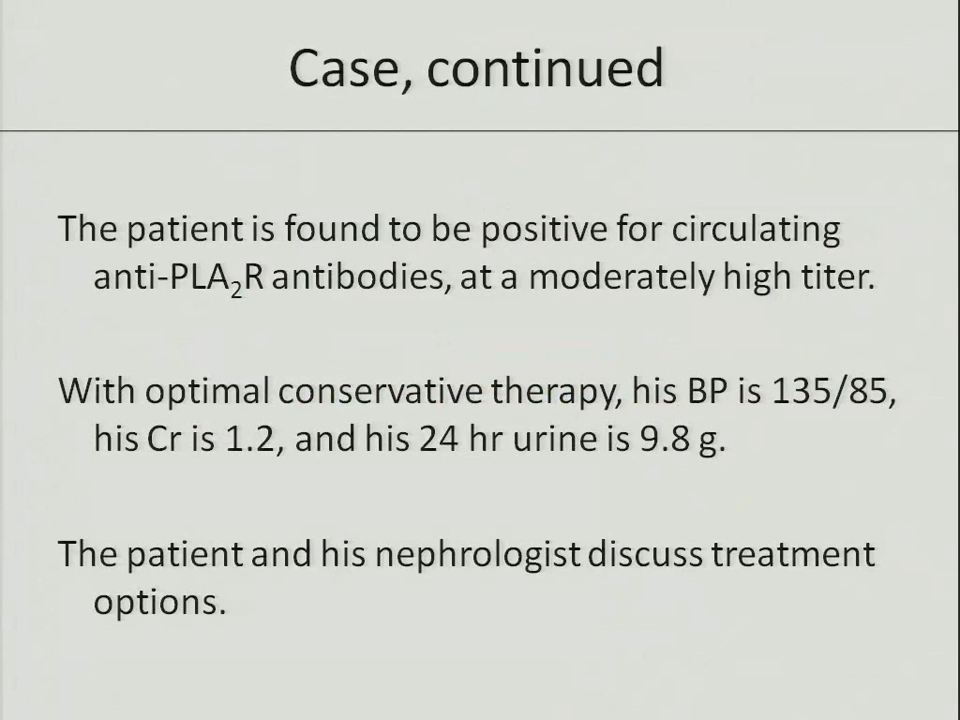 Case, continued
The patient is found to be positive for circulating
anti-PLA₂R antibodies, at a moderately high titer.
With optimal conservative therapy, his BP is 135/85,
his Cr is 1.2, and his 24 hr urine is 9.8 g.
The patient and his nephrologist discuss treatment
options.